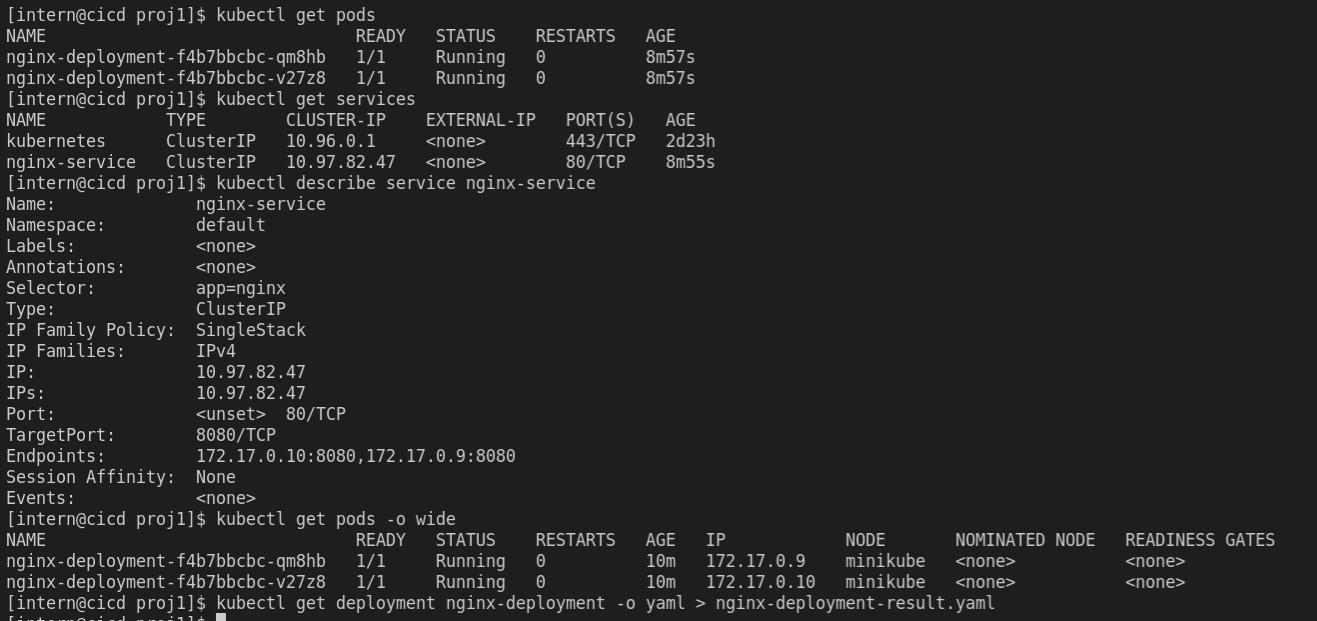 [intern@cicd proj1]$ kubectl get pods
NAME                               READY   STATUS    RESTARTS   AGE
nginx-deployment-f4b7bbcbc-qm8hb   1/1     Running   0          8m57s
nginx-deployment-f4b7bbcbc-v27z8   1/1     Running   0          8m57s
[intern@cicd proj1]$ kubectl get services
NAME            TYPE        CLUSTER-IP    EXTERNAL-IP   PORT(S)   AGE
kubernetes      ClusterIP   10.96.0.1     <none>        443/TCP   2d23h
nginx-service   ClusterIP   10.97.82.47   <none>        80/TCP    8m55s
[intern@cicd proj1]$ kubectl describe service nginx-service
Name:              nginx-service
Namespace:         default
Labels:            <none>
Annotations:       <none>
Selector:          app=nginx
Type:              ClusterIP
IP Family Policy:  SingleStack
IP Families:       IPv4
IP:                10.97.82.47
IPs:               10.97.82.47
Port:              <unset>  80/TCP
TargetPort:        8080/TCP
Endpoints:         172.17.0.10:8080,172.17.0.9:8080
Session Affinity:  None
Events:            <none>
[intern@cicd proj1]$ kubectl get pods -o wide
NAME                               READY   STATUS    RESTARTS   AGE   IP            NODE       NOMINATED NODE   READINESS GATES
nginx-deployment-f4b7bbcbc-qm8hb   1/1     Running   0          10m   172.17.0.9    minikube   <none>           <none>
nginx-deployment-f4b7bbcbc-v27z8   1/1     Running   0          10m   172.17.0.10   minikube   <none>           <none>
[intern@cicd proj1]$ kubectl get deployment nginx-deployment -o yaml > nginx-deployment-result.yaml
[intern@cicd proj1]$